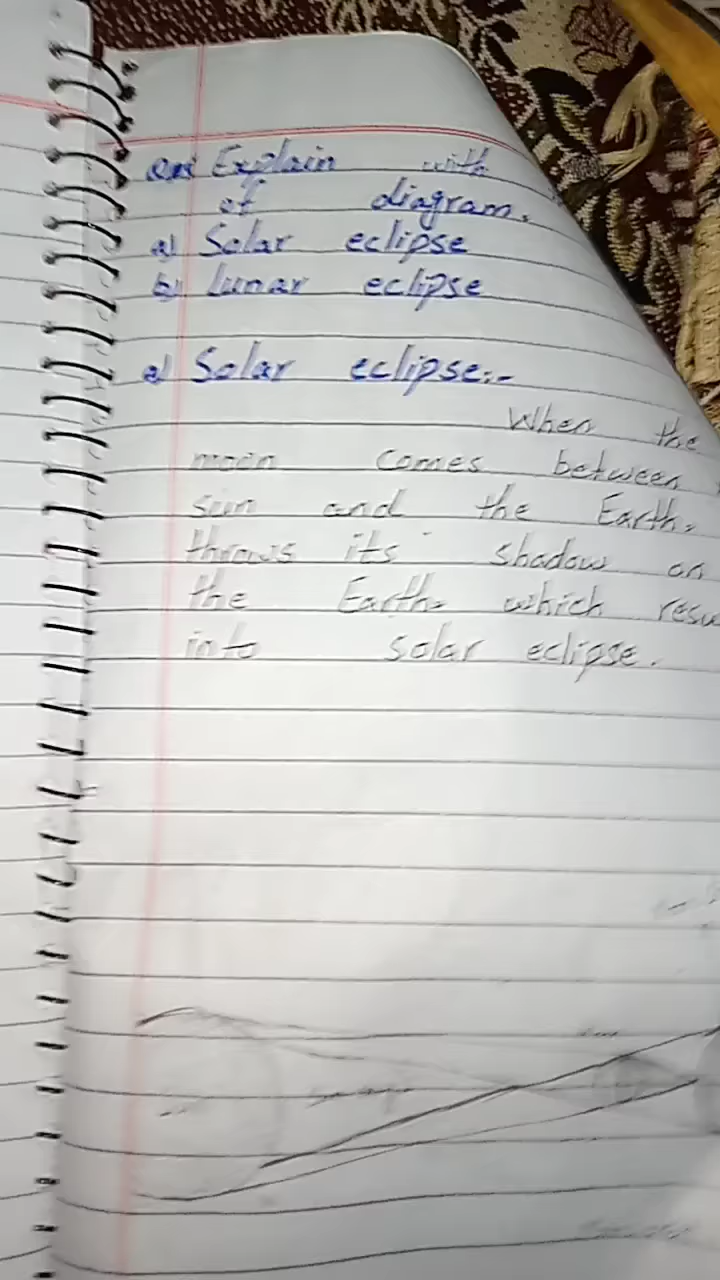 Explain with
of diagram.
a) Solar eclipse
b) Lunar eclipse
a) Solar eclipse:-
When the
moon comes between
sun and the Earth,
throws its shadow on
the Earth, which resu
into solar eclipse.